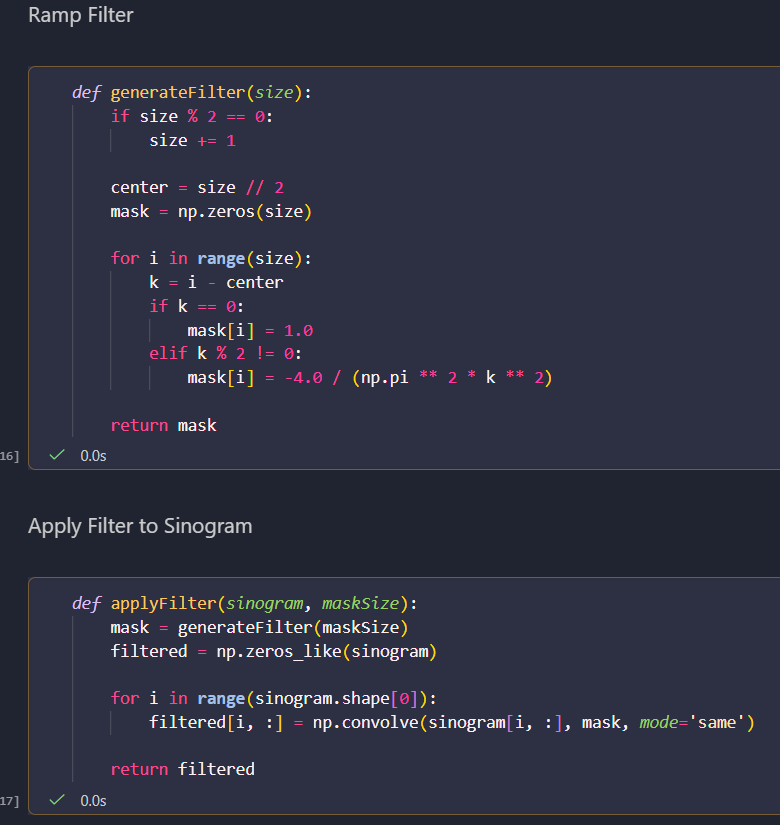 Ramp Filter
def generateFilter(size):
    if size % 2 == 0:
        size += 1
    center = size // 2
    mask = np.zeros(size)
    for i in range(size):
        k = i - center
        if k == 0:
            mask[i] = 1.0
        elif k % 2 != 0:
            mask[i] = -4.0 / (np.pi ** 2 * k ** 2)
    return mask
16]
0.0s
Apply Filter to Sinogram
def applyFilter(sinogram, maskSize):
    mask = generateFilter(maskSize)
    filtered = np.zeros_like(sinogram)
    for i in range(sinogram.shape[0]):
        filtered[i, :] = np.convolve(sinogram[i, :], mask, mode='same')
    return filtered
17]
0.0s